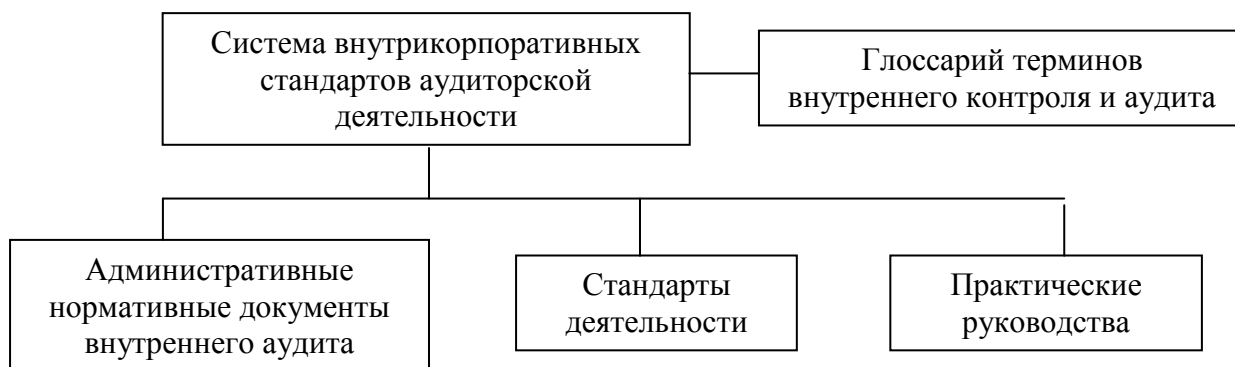 Система внутрикорпоративных
стандартов аудиторской
деятельности
Глоссарий терминов
внутреннего контроля и аудита
Административные
нормативные документы
внутреннего аудита
Стандарты
деятельности
Практические
руководства